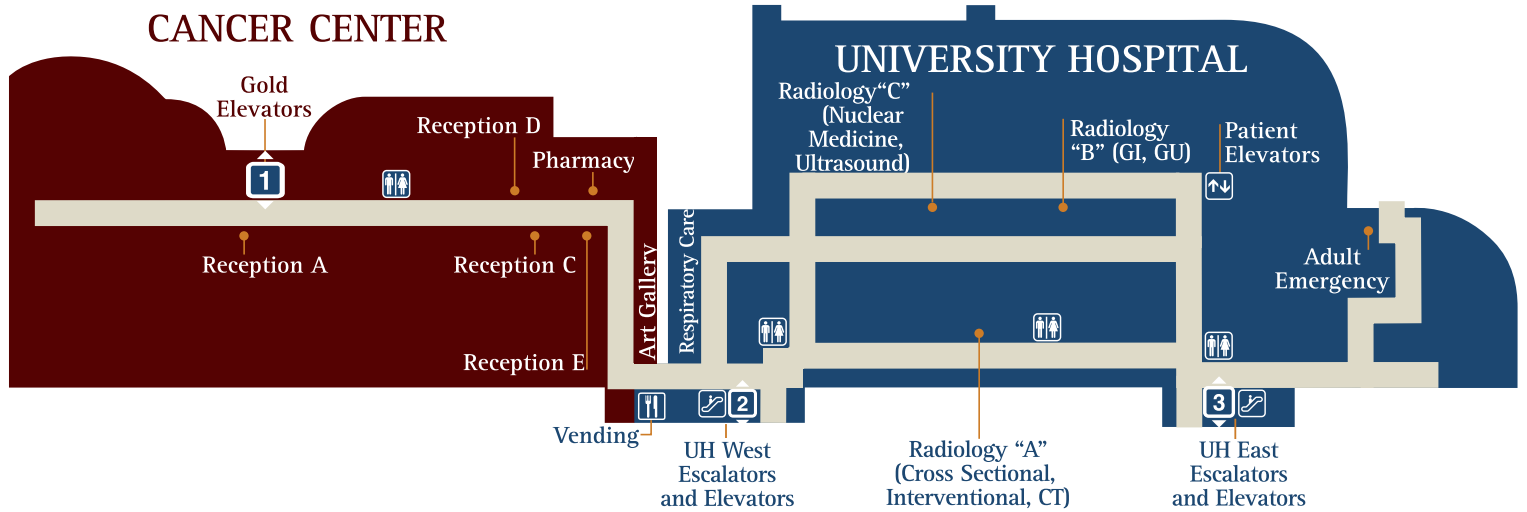 CANCER CENTER
UNIVERSITY HOSPITAL
Gold
Elevators
1
Reception D
Pharmacy
Reception A
Reception C
Reception E
Art Gallery
Respiratory Care
Radiology“C”
(Nuclear
Medicine,
Ultrasound)
Radiology
“B” (GI, GU)
Patient
Elevators
Adult
Emergency
2
3
Vending
UH West
Escalators
and Elevators
Radiology “A”
(Cross Sectional,
Interventional, CT)
UH East
Escalators
and Elevators